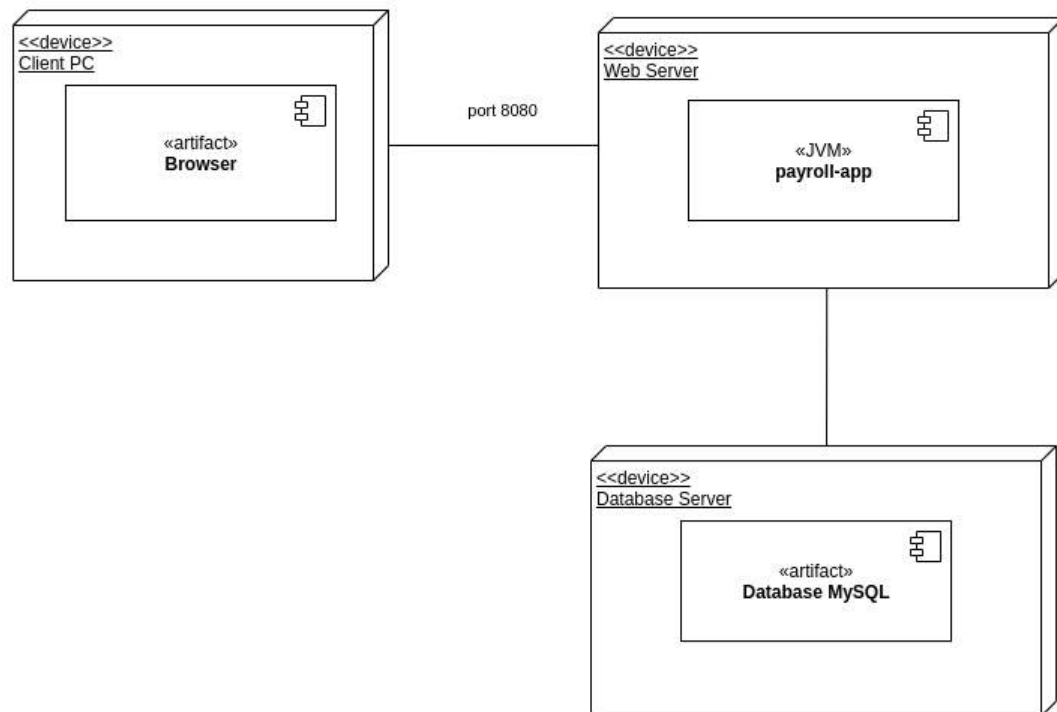 <<device>>
Client PC
«artifact»
Browser
port 8080
<<device>>
Web Server
«JVM»
payroll-app
<<device>>
Database Server
«artifact»
Database MySQL